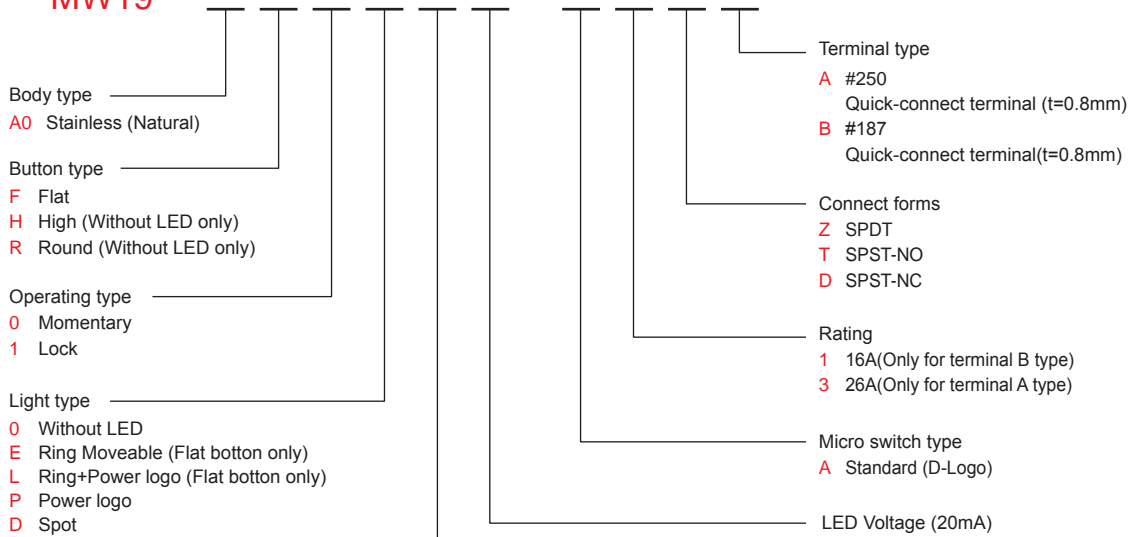 MW19
Body type
A0 Stainless (Natural)
Button type
F Flat
H High (Without LED only)
R Round (Without LED only)
Operating type
0 Momentary
1 Lock
Light type
0 Without LED
E Ring Moveable (Flat botton only)
L Ring+Power logo (Flat botton only)
P Power logo
D Spot
Terminal type
A #250
Quick-connect terminal (t=0.8mm)
B #187
Quick-connect terminal(t=0.8mm)
Connect forms
Z SPDT
T SPST-NO
D SPST-NC
Rating
1 16A(Only for terminal B type)
3 26A(Only for terminal A type)
Micro switch type
A Standard (D-Logo)
LED Voltage (20mA)